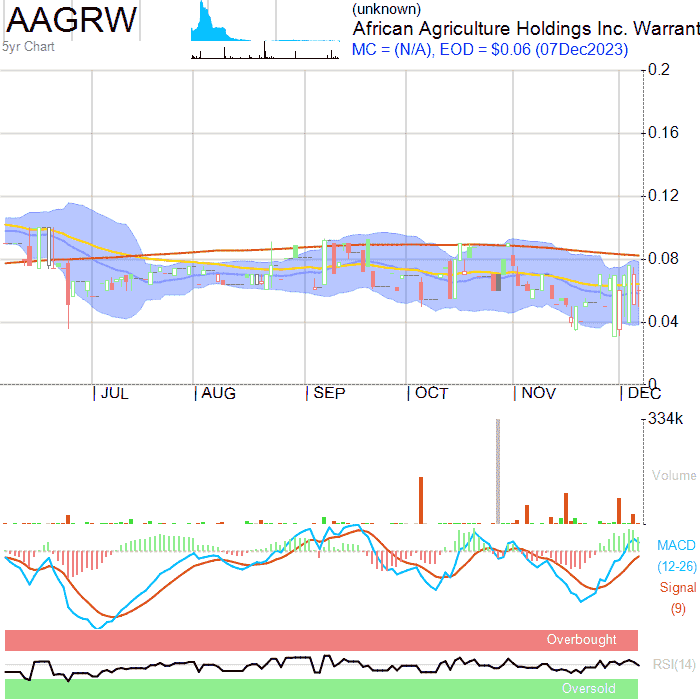 AAGRW
5yr Chart
(unknown)
African Agriculture Holdings Inc. Warrant
MC = (N/A), EOD = $0.06 (07Dec2023)
0.2
0.16
0.12
0.08
0.04
0
JUL AUG SEP OCT NOV DEC
334k
Volume
MACD
(12-26)
Signal
(9)
Overbought
RSI(14)
Oversold